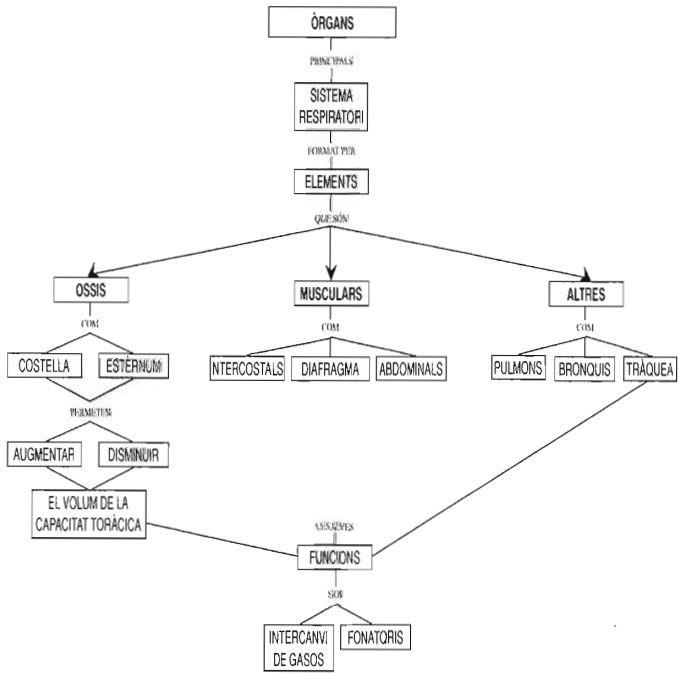 ÒRGANS
PRINCIPALS
SISTEMA
RESPIRATORI
FORMAT PER
ELEMENTS
QUE SÓN
OSSIS
MUSCULARS
ALTRES
COM
COM
COM
COSTELLA
ESTÈRNUM
NTERCOSTALS
DIAFRAGMA
ABDOMINALS
PULMONS
BRONQUIS
TRÀQUEA
PERMETEN
AUGMENTAR
DISMINUIR
EL VOLUM DE LA
CAPACITAT TORÀCICA
LES SEVES
FUNCIONS
SON
INTERCANVI
DE GASOS
FONATORIS